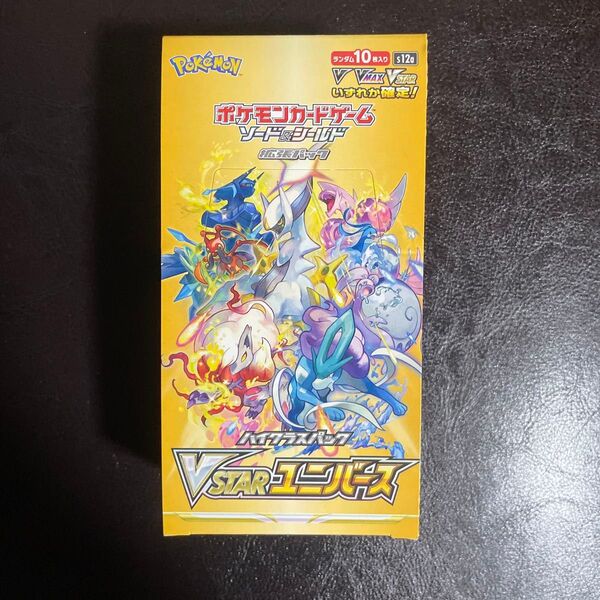 Pokémon
ランダム10枚入り s12a
V VMAX VSTAR
いずれか確定!
ポケモンカードゲーム
ソード&シールド
拡張パック
ハイクラスパック
VSTARユニバース